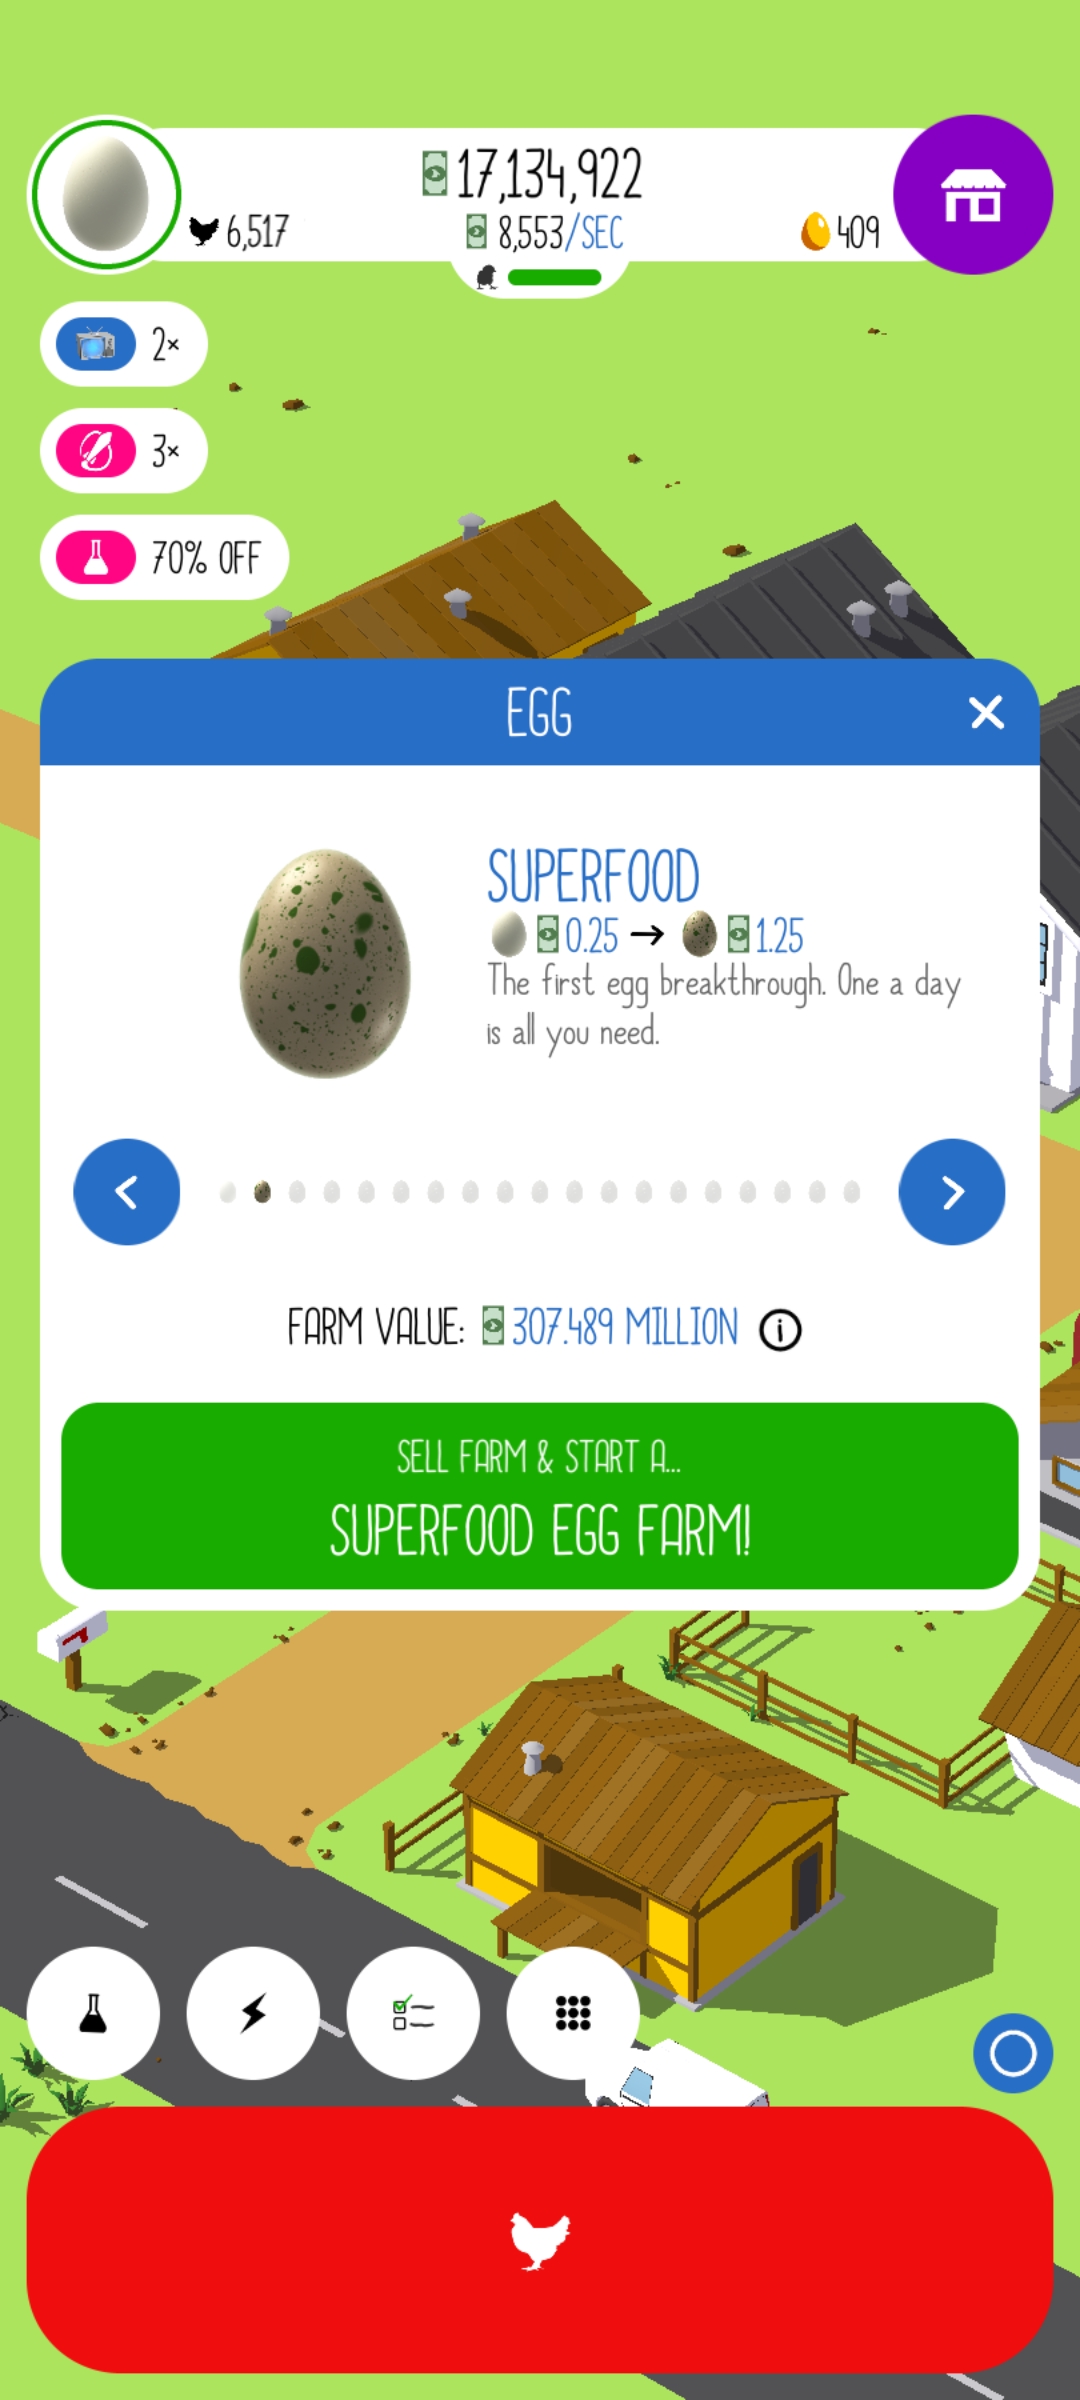 17,134,922
6,517
8,553/SEC
409
2×
3×
70% OFF
EGG
SUPERFOOD
0.25 → 1.25
The first egg breakthrough. One a day
is all you need.
FARM VALUE: 307.489 MILLION
SELL FARM & START A...
SUPERFOOD EGG FARM!